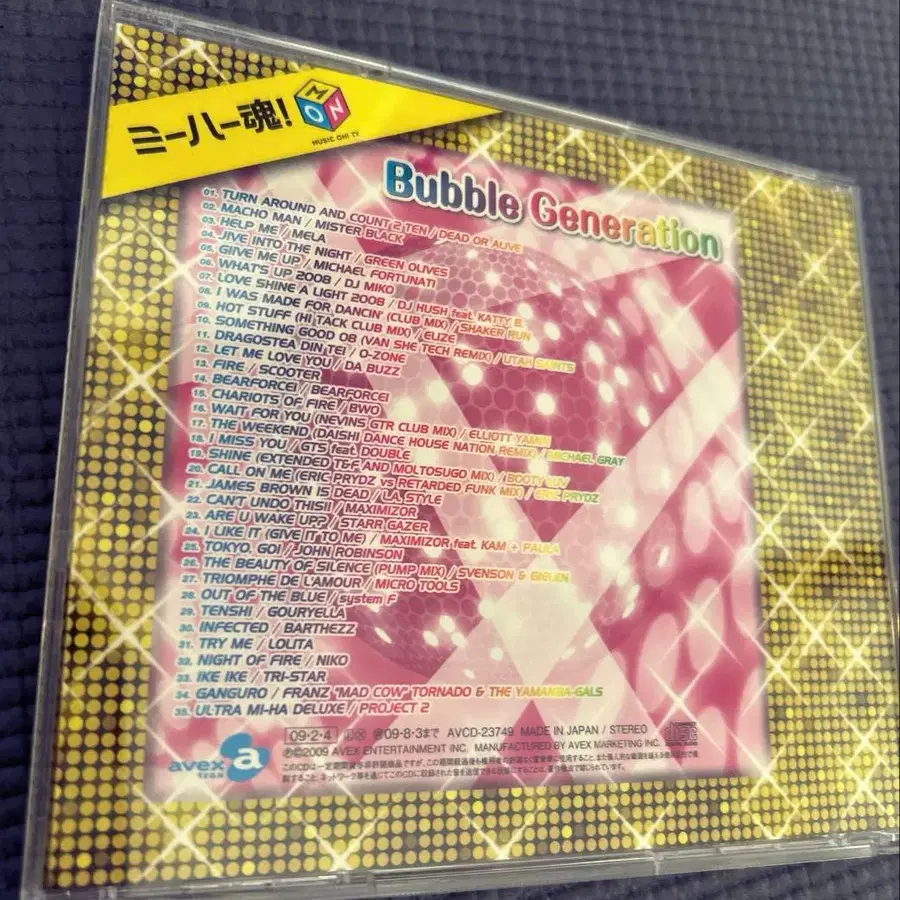 ミーハー魂!
MON
MUSIC ON! TV
Bubble Generation
01. TURN AROUND AND COUNT 2 TEN / DEAD OR ALIVE
02. MACHO MAN / MISTER BLACK
03. HELP ME / MELA
04. JIVE INTO THE NIGHT / GREEN OLIVES
05. GIVE ME UP / MICHAEL FORTUNATI
06. WHAT'S UP 2008 / DJ MIKO
07. LOVE SHINE A LIGHT 2008 / DJ HUSH feat. KATTY B.
08. I WAS MADE FOR DANCIN' (CLUB MIX) / SHAKER RUN
09. HOT STUFF (HI TACK CLUB MIX) / ELIZE
10. SOMETHING GOOD 08 (VAN SHE TECH REMIX) / UTAH SAINTS
11. DRAGOSTEA DIN TEI / O-ZONE
12. LET ME LOVE YOU / DA BUZZ
13. FIRE / SCOOTER
14. BEARFORCE1 / BEARFORCE1
15. CHARIOTS OF FIRE / BWO
16. WAIT FOR YOU (NEVINS GTR CLUB MIX) / ELLIOTT YAMIN
17. THE WEEKEND (DAISHI DANCE HOUSE NATION REMIX) / MICHAEL GRAY
18. I MISS YOU / GTS feat. DOUBLE
19. SHINE (EXTENDED T&F AND MOLTOSUGO MIX) / BOOTY LUV
20. CALL ON ME (ERIC PRYDZ VS RETARDED FUNK MIX) / ERIC PRYDZ
21. JAMES BROWN IS DEAD / L.A. STYLE
22. CAN'T UNDO THIS!! / MAXIMIZOR
23. ARE U WAKE UP? / STARR GAZER
24. I LIKE IT (GIVE IT TO ME) / MAXIMIZOR feat. KAM + PAULA
25. TOKYO, GO! / JOHN ROBINSON
26. THE BEAUTY OF SILENCE (PUMP MIX) / SVENSON & GIELEN
27. TRIOMPHE DE L'AMOUR / MICRO TOOLS
28. OUT OF THE BLUE / system F
29. TENSHI / GOURYELLA
30. INFECTED / BARTHEZZ
31. TRY ME / LOLITA
32. NIGHT OF FIRE / NIKO
33. IKE IKE / TRI-STAR
34. GANGURO / FRANZ "MAD COW" TORNADO & THE YAMANBA-GALS
35. ULTRA MI-HA DELUXE / PROJECT 2
avex trax
09・2・4 09・8・3まで AVCD-23749 MADE IN JAPAN / STEREO
℗©2009 AVEX ENTERTAINMENT INC. MANUFACTURED BY AVEX MARKETING INC.